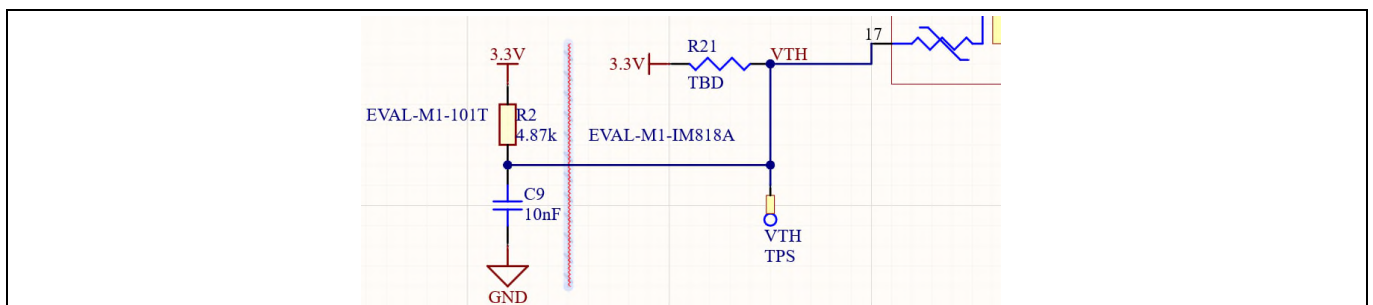 3.3V
EVAL-M1-101T
R2
4.87k
C9
10nF
GND
3.3V
R21
TBD
VTH
17
EVAL-M1-IM818A
VTH
TPS